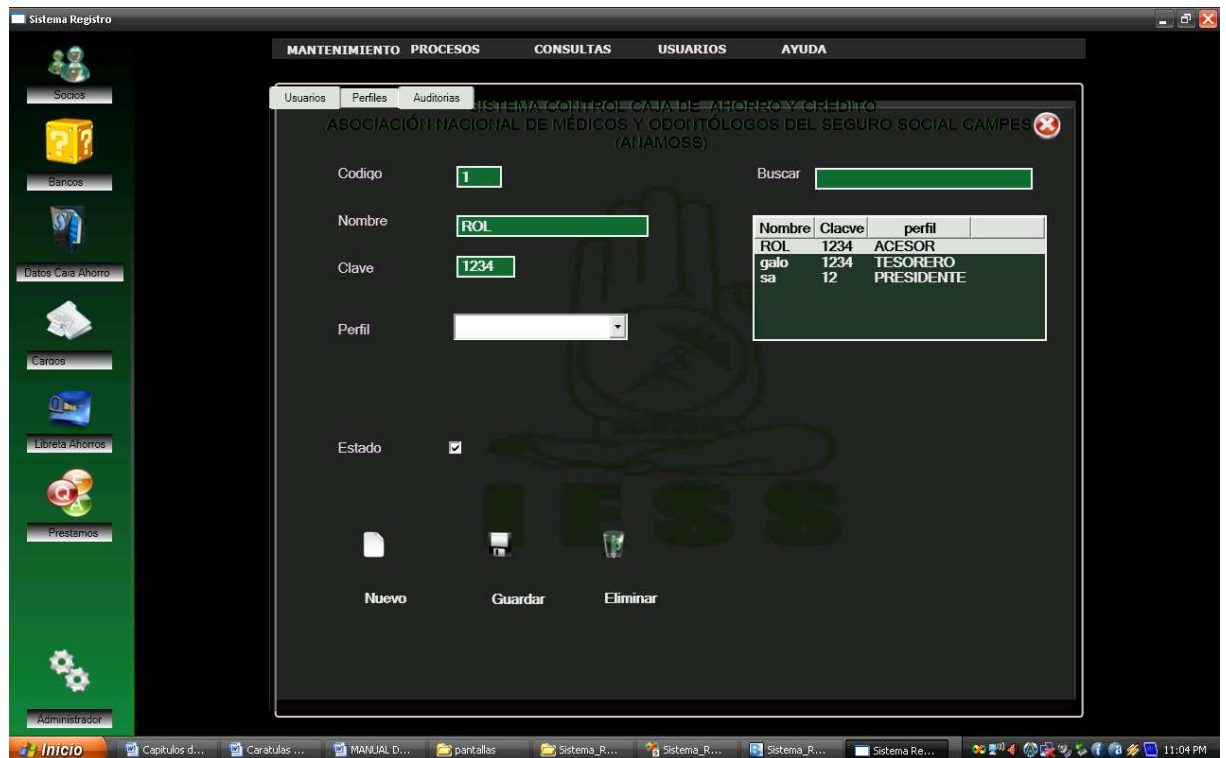 Sistema Registro
MANTENIMIENTO PROCESOS CONSULTAS USUARIOS AYUDA
Socios
Bancos
Datos Caja Ahorro
Cargos
Libreta Ahorros
Prestamos
Administrador
Usuarios Perfiles Auditorias
SISTEMA CONTROL CAJA DE AHORRO Y CREDITO
ASOCIACIÓN NACIONAL DE MÉDICOS Y ODONTÓLOGOS DEL SEGURO SOCIAL CAMPES
(ANAMOSS)
Codigo 1
Nombre ROL
Clave 1234
Perfil
Estado
Buscar
Nombre Clacve perfil
ROL 1234 ACESOR
galo 1234 TESORERO
sa 12 PRESIDENTE
IESS
Nuevo Guardar Eliminar
Inicio Capitulos d... Caratulas ... MANUAL D... pantallas Sistema_R... Sistema_R... Sistema_R... Sistema Re... 11:04 PM